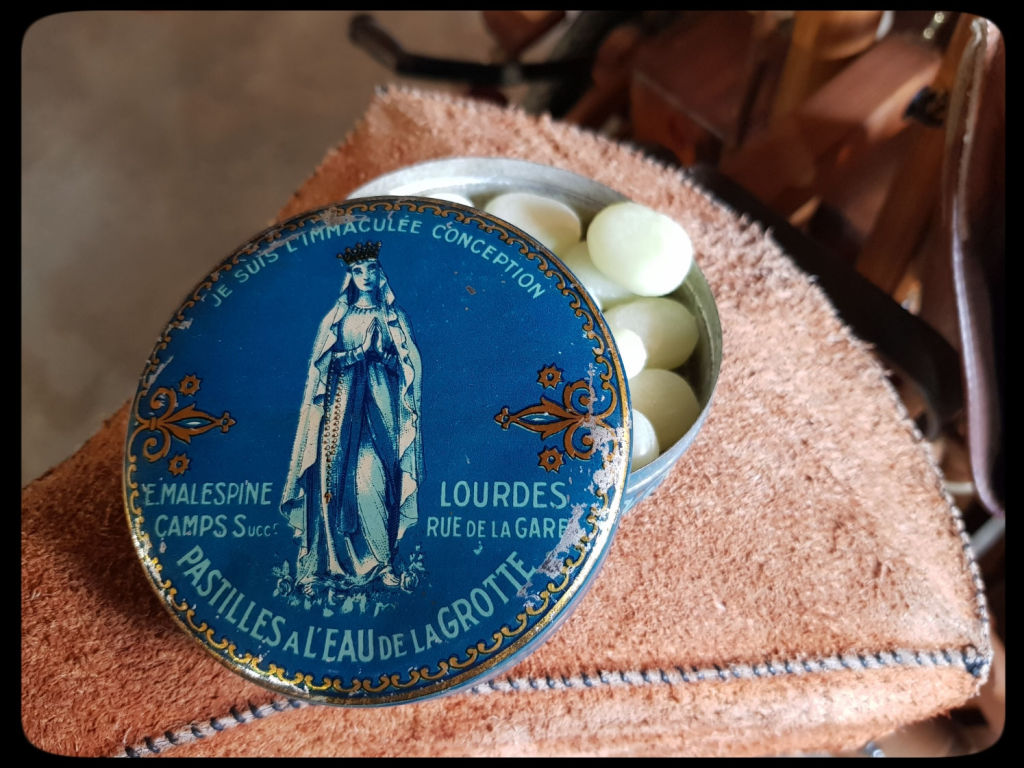 JE SUIS L'IMMACULÉE CONCEPTION
E. MALESPINE
CAMPS Succr
LOURDES
RUE DE LA GARE
PASTILLES A L'EAU DE LA GROTTE